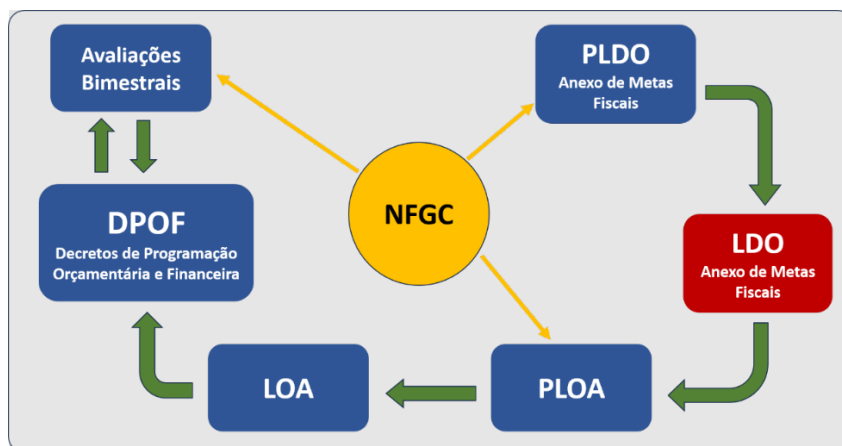 Avaliações
Bimestrais
PLDO
Anexo de Metas
Fiscais
NFGC
DPOF
Decretos de Programação
Orçamentária e Financeira
LDO
Anexo de Metas
Fiscais
LOA
PLOA